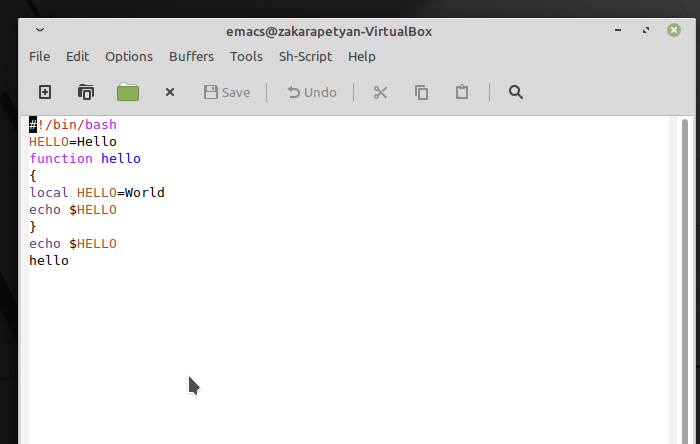 emacs@zakarapetyan-VirtualBox
File Edit Options Buffers Tools Sh-Script Help
Save Undo
#!/bin/bash
HELLO=Hello
function hello
{
local HELLO=World
echo $HELLO
}
echo $HELLO
hello